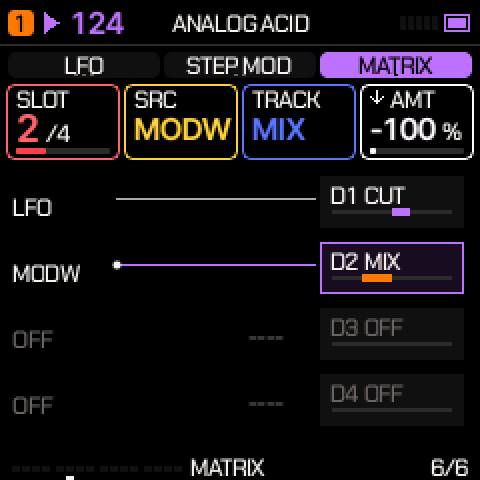 1 124 ANALOG ACID
LFO STEP MOD MATRIX
SLOT SRC TRACK AMT
2 /4 MODW MIX -100 %
LFO D1 CUT
MODW D2 MIX
OFF ---- D3 OFF
OFF ---- D4 OFF
MATRIX 6/6